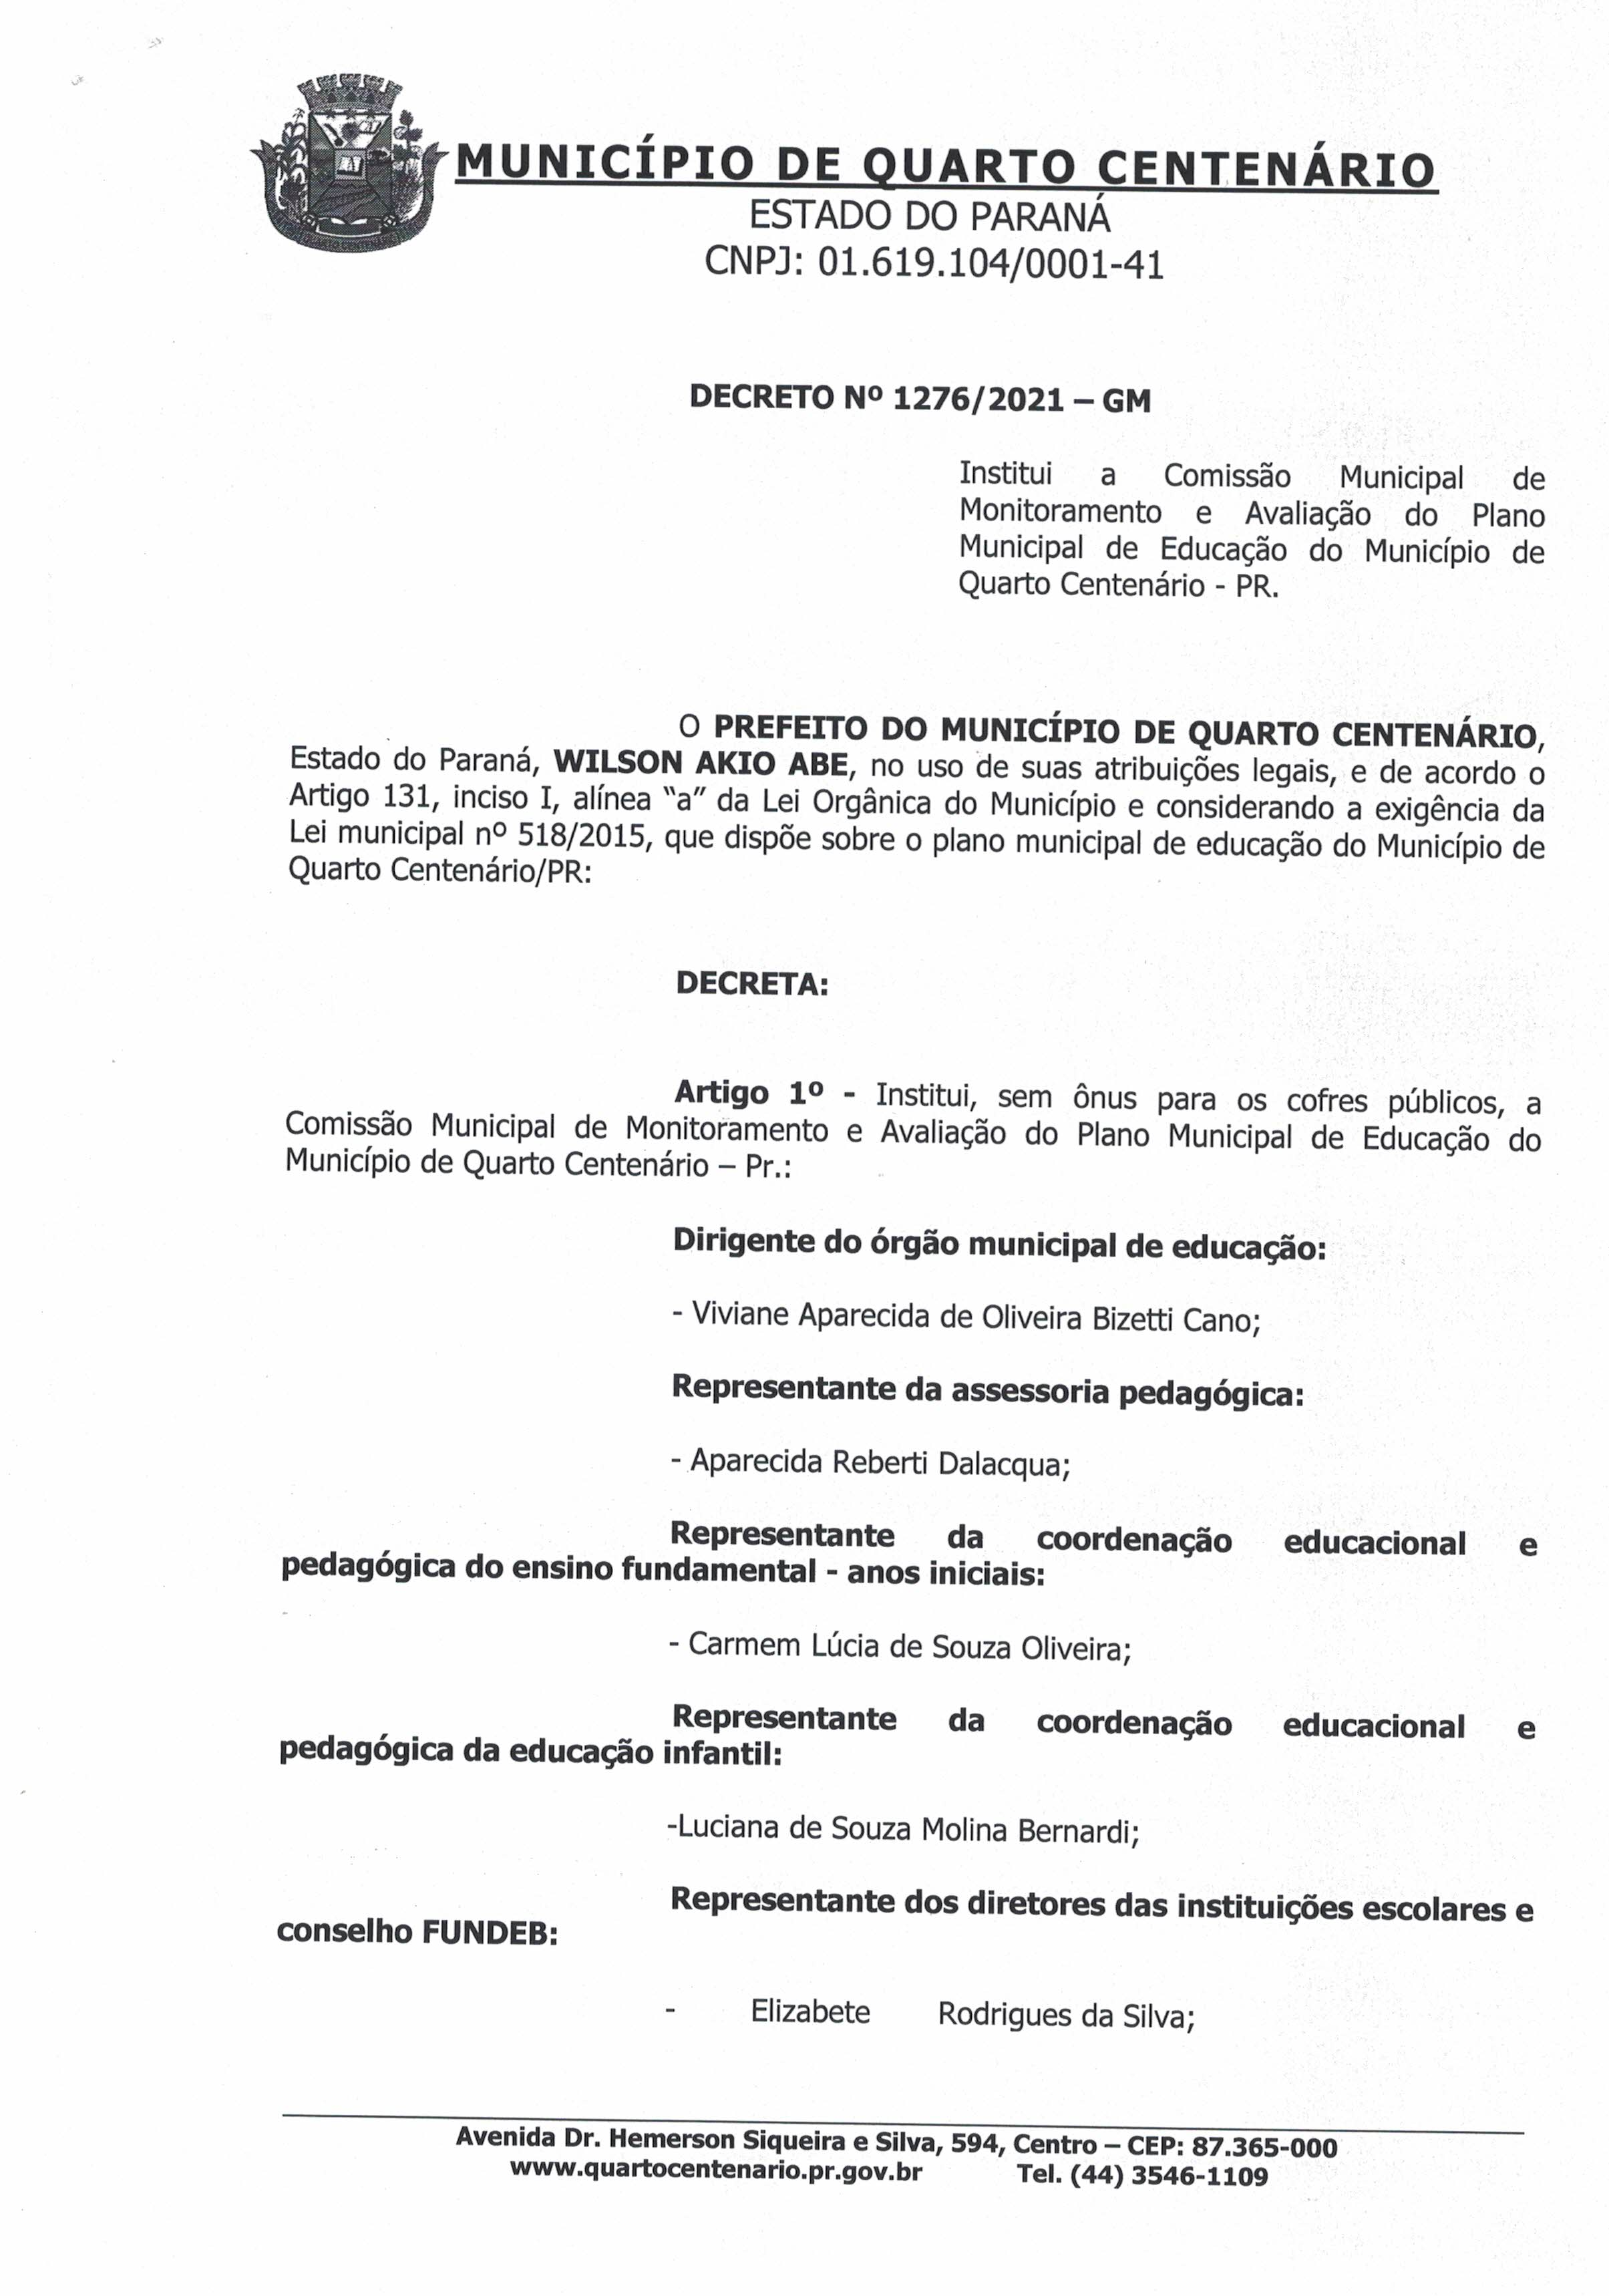 MUNICÍPIO DE QUARTO CENTENÁRIO
ESTADO DO PARANÁ
CNPJ: 01.619.104/0001-41
DECRETO Nº 1276/2021 – GM
Institui a Comissão Municipal de
Monitoramento e Avaliação do Plano
Municipal de Educação do Município de
Quarto Centenário - PR.
O PREFEITO DO MUNICÍPIO DE QUARTO CENTENÁRIO,
Estado do Paraná, WILSON AKIO ABE, no uso de suas atribuições legais, e de acordo o
Artigo 131, inciso I, alínea "a" da Lei Orgânica do Município e considerando a exigência da
Lei municipal nº 518/2015, que dispõe sobre o plano municipal de educação do Município de
Quarto Centenário/PR:
DECRETA:
Artigo 1º - Institui, sem ônus para os cofres públicos, a
Comissão Municipal de Monitoramento e Avaliação do Plano Municipal de Educação do
Município de Quarto Centenário – Pr.:
Dirigente do órgão municipal de educação:
- Viviane Aparecida de Oliveira Bizetti Cano;
Representante da assessoria pedagógica:
- Aparecida Reberti Dalacqua;
Representante da coordenação educacional e
pedagógica do ensino fundamental - anos iniciais:
- Carmem Lúcia de Souza Oliveira;
Representante da coordenação educacional e
pedagógica da educação infantil:
-Luciana de Souza Molina Bernardi;
Representante dos diretores das instituições escolares e
conselho FUNDEB:
- Elizabete Rodrigues da Silva;
Avenida Dr. Hemerson Siqueira e Silva, 594, Centro – CEP: 87.365-000
www.quartocentenario.pr.gov.br Tel. (44) 3546-1109